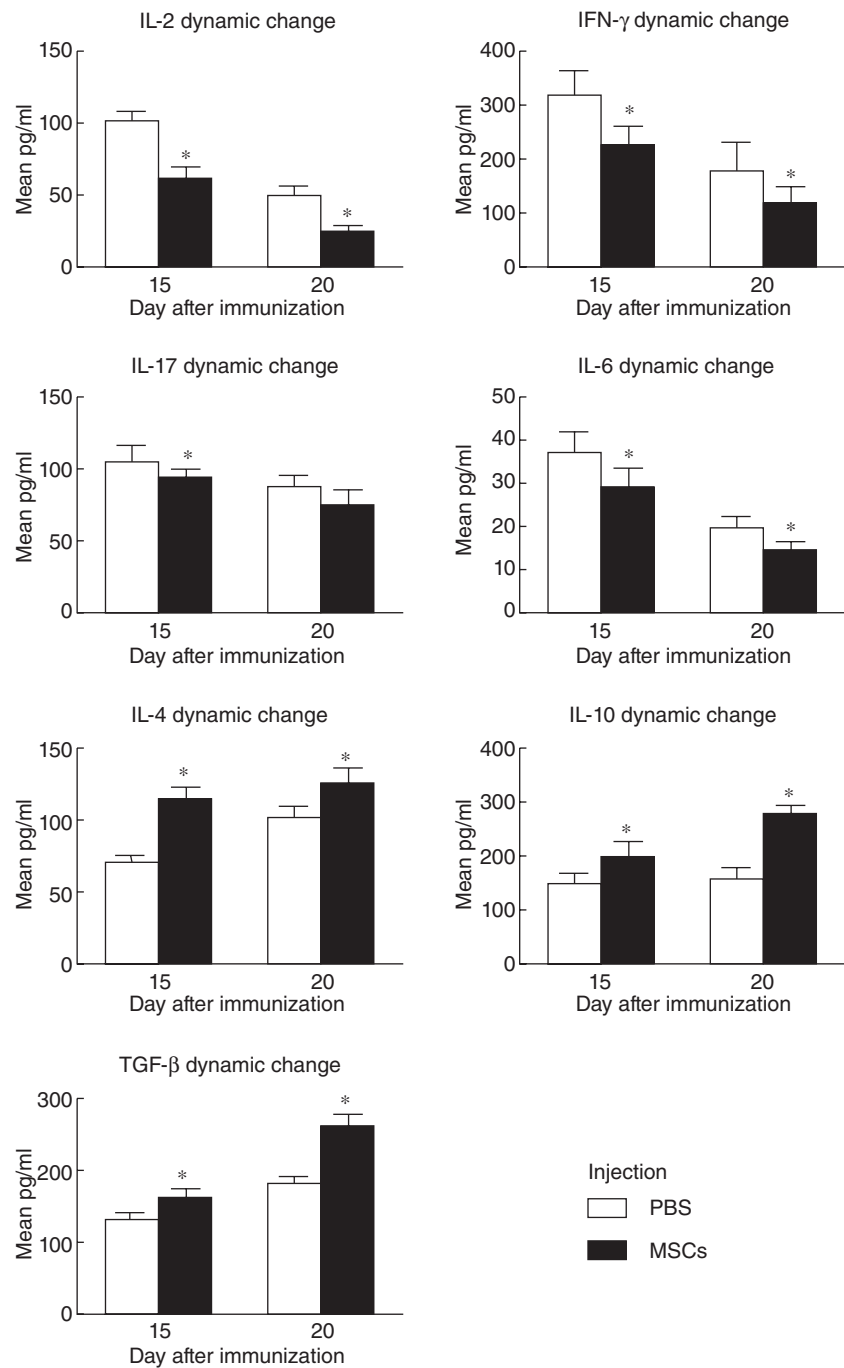 IL-2 dynamic change
150
100
50
0
Mean pg/ml
*
*
15 20
Day after immunization
IFN-γ dynamic change
400
300
200
100
0
Mean pg/ml
*
*
15 20
Day after immunization
IL-17 dynamic change
150
100
50
0
Mean pg/ml
*
15 20
Day after immunization
IL-6 dynamic change
50
40
30
20
10
0
Mean pg/ml
*
*
15 20
Day after immunization
IL-4 dynamic change
150
100
50
0
Mean pg/ml
*
*
15 20
Day after immunization
IL-10 dynamic change
400
300
200
100
0
Mean pg/ml
*
*
15 20
Day after immunization
TGF-β dynamic change
300
200
100
0
Mean pg/ml
*
*
15 20
Day after immunization
Injection
PBS
MSCs